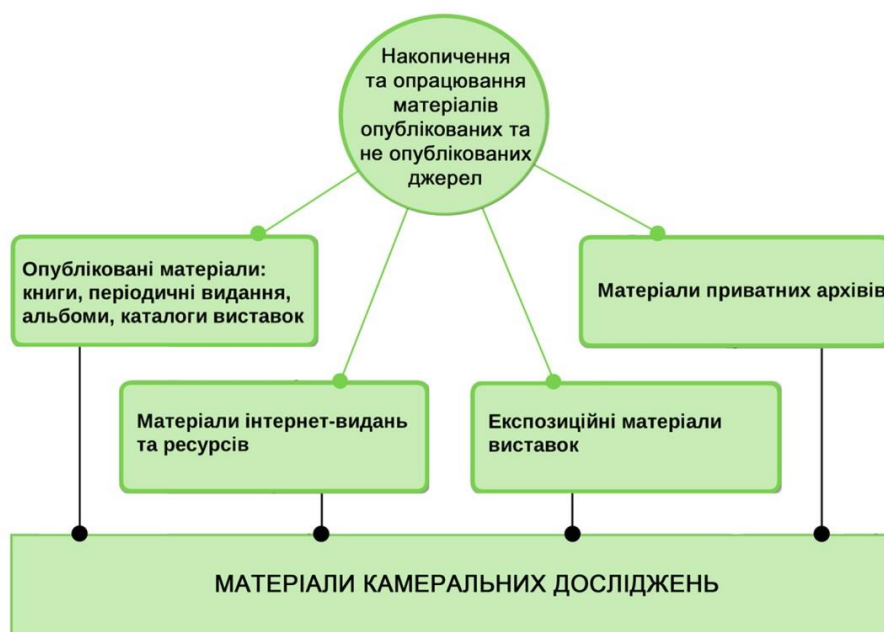 Накопичення
та опрацювання
матеріалів
опублікованих та
не опублікованих
джерел
Опубліковані матеріали:
книги, періодичні видання,
альбоми, каталоги виставок
Матеріали приватних архівів
Матеріали інтернет-видань
та ресурсів
Експозиційні матеріали
виставок
МАТЕРІАЛИ КАМЕРАЛЬНИХ ДОСЛІДЖЕНЬ